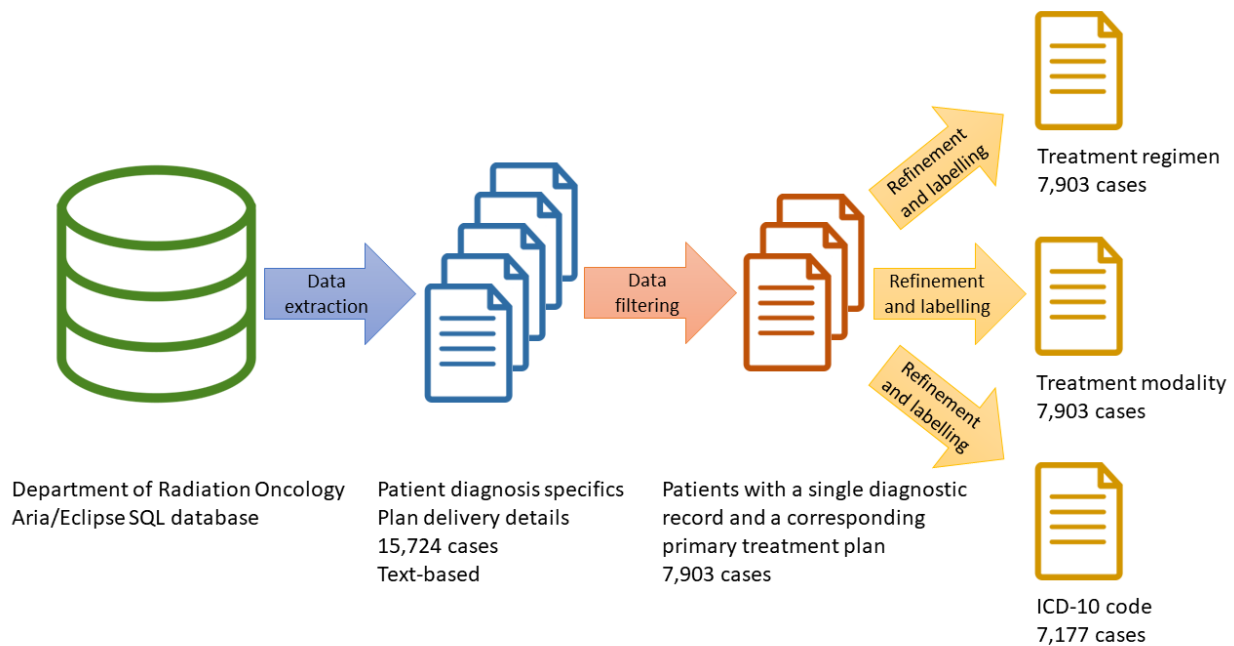 Department of Radiation Oncology
Aria/Eclipse SQL database
Data
extraction
Patient diagnosis specifics
Plan delivery details
15,724 cases
Text-based
Data
filtering
Patients with a single diagnostic
record and a corresponding
primary treatment plan
7,903 cases
Refinement
and labelling
Treatment regimen
7,903 cases
Refinement
and labelling
Treatment modality
7,903 cases
Refinement
and labelling
ICD-10 code
7,177 cases